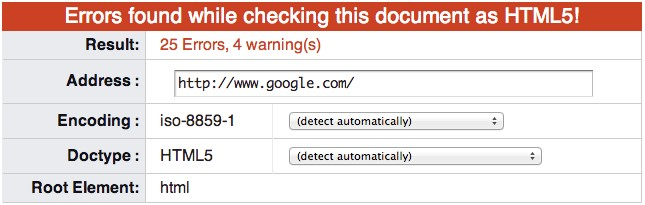 Errors found while checking this document as HTML5!
Result: 25 Errors, 4 warning(s)
Address : http://www.google.com/
Encoding : iso-8859-1 (detect automatically)
Doctype : HTML5 (detect automatically)
Root Element: html